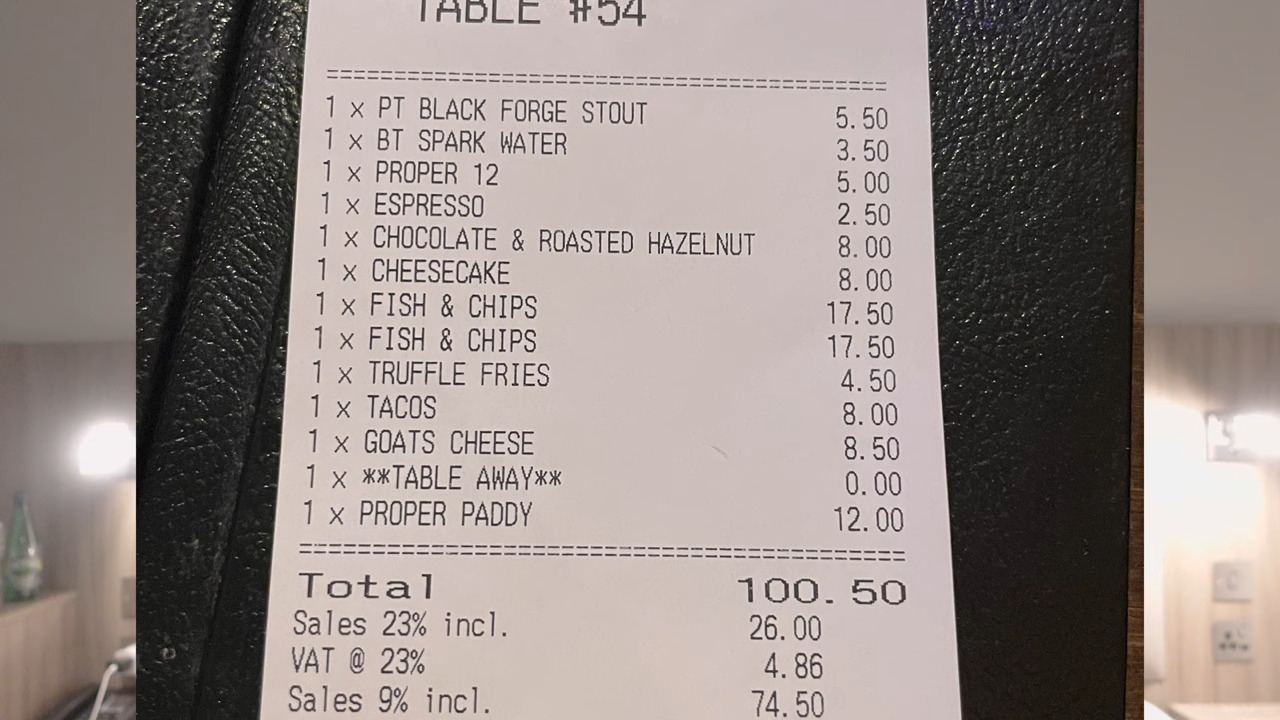 TABLE #54
=====================================================
1 x PT BLACK FORGE STOUT 5.50
1 x BT SPARK WATER 3.50
1 x PROPER 12 5.00
1 x ESPRESSO 2.50
1 x CHOCOLATE & ROASTED HAZELNUT 8.00
1 x CHEESECAKE 8.00
1 x FISH & CHIPS 17.50
1 x FISH & CHIPS 17.50
1 x TRUFFLE FRIES 4.50
1 x TACOS 8.00
1 x GOATS CHEESE 8.50
1 x **TABLE AWAY** 0.00
1 x PROPER PADDY 12.00
=====================================================
Total 100.50
Sales 23% incl. 26.00
VAT @ 23% 4.86
Sales 9% incl. 74.50